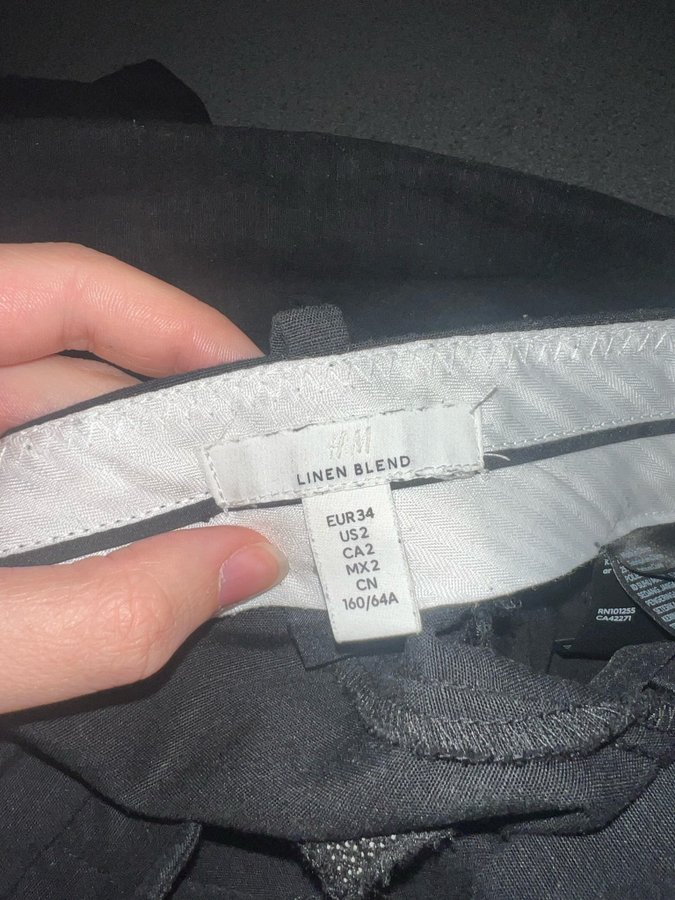 H&M
LINEN BLEND
EUR34
US2
CA2
MX2
CN
160/64A
RN101255
CA42271